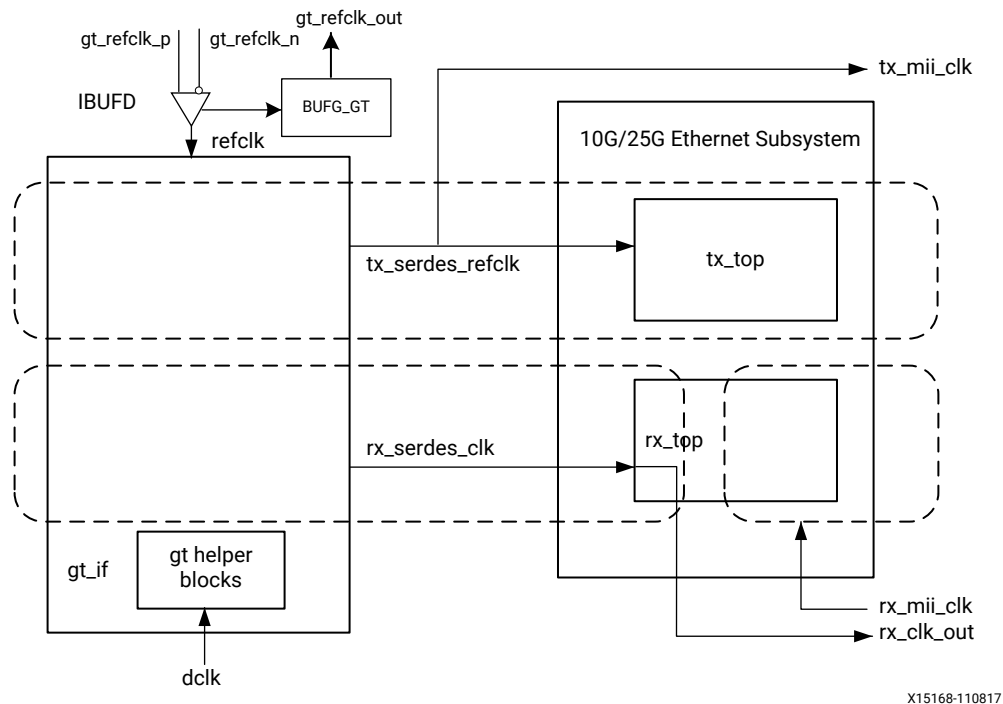 gt_refclk_out
gt_refclk_p
gt_refclk_n
tx_mii_clk
IBUFD
BUFG_GT
refclk
10G/25G Ethernet Subsystem
tx_serdes_refclk
tx_top
rx_serdes_clk
rx_top
gt_if
gt helper
blocks
rx_mii_clk
rx_clk_out
dclk
X15168-110817